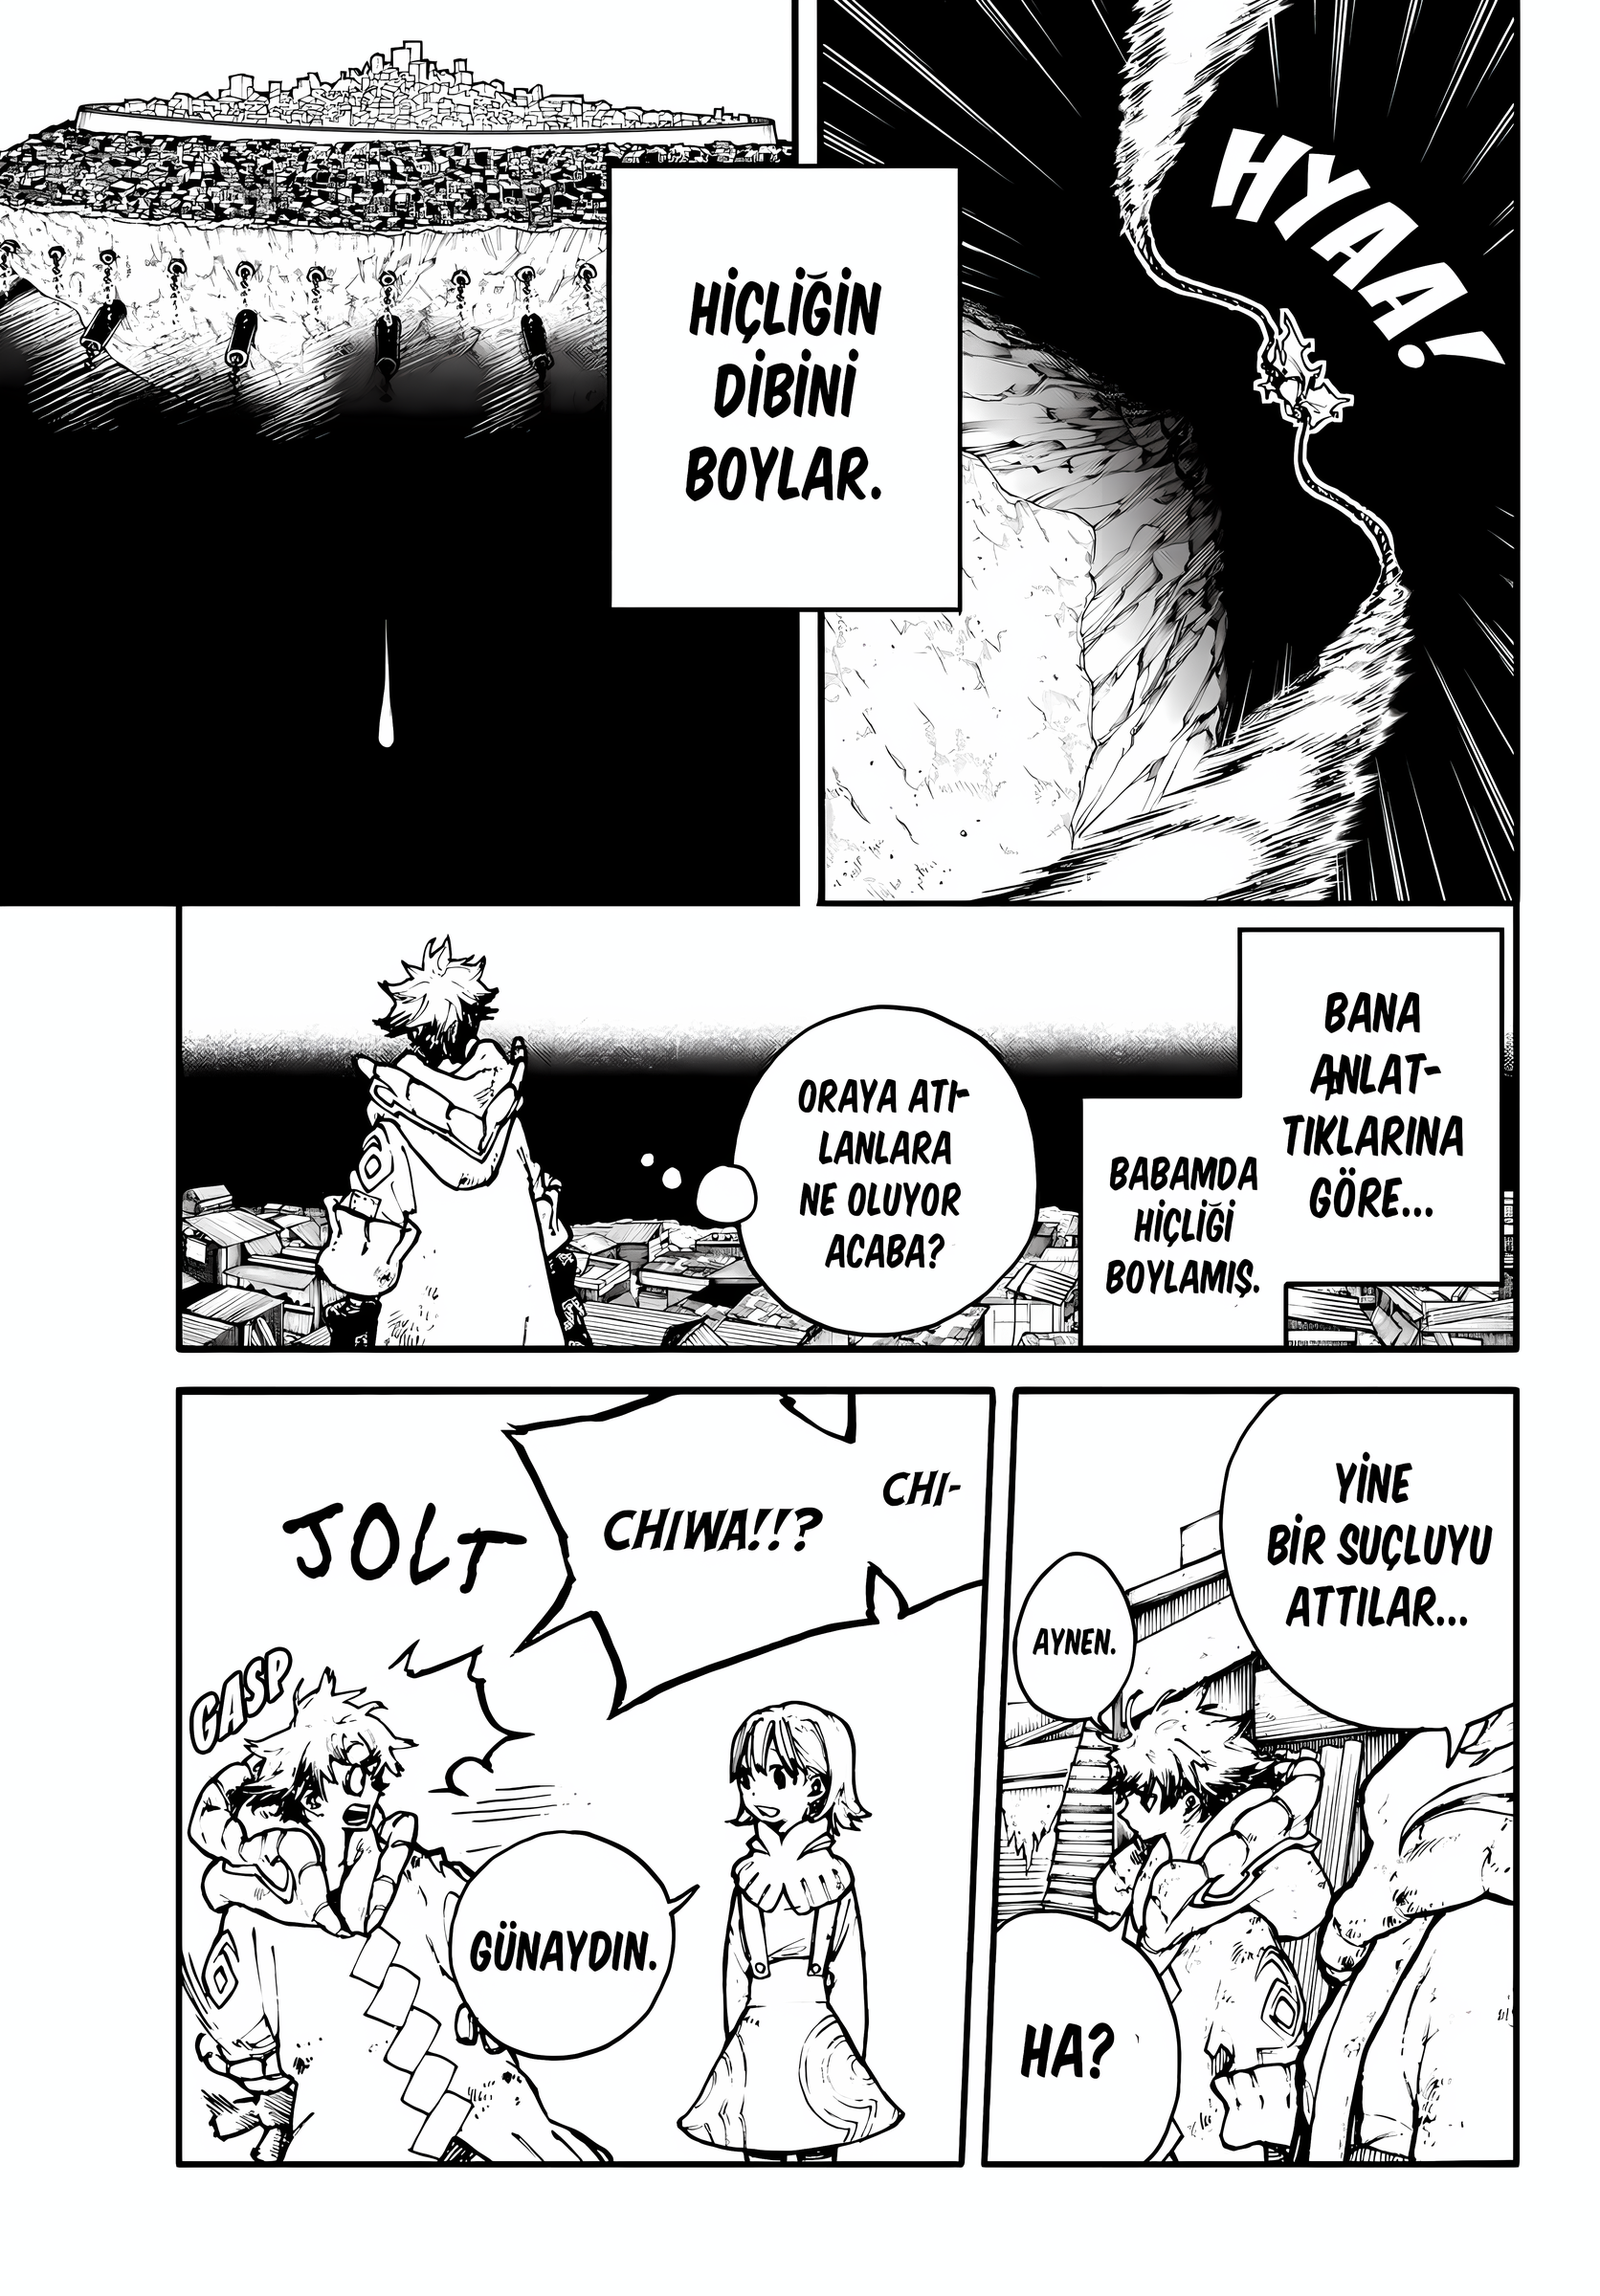 HYAA!
HİÇLİĞİN
DİBİNİ
BOYLAR.
BANA
ANLAT-
TIKLARINA
GÖRE...
BABAMDA
HİÇLİĞİ
BOYLAMIŞ.
ORAYA ATI-
LANLARA
NE OLUYOR
ACABA?
YİNE
BİR SUÇLUYU
ATTILAR...
AYNEN.
HA?
CHI-
CHIWA!!?
JOLT
GASP
GÜNAYDIN.